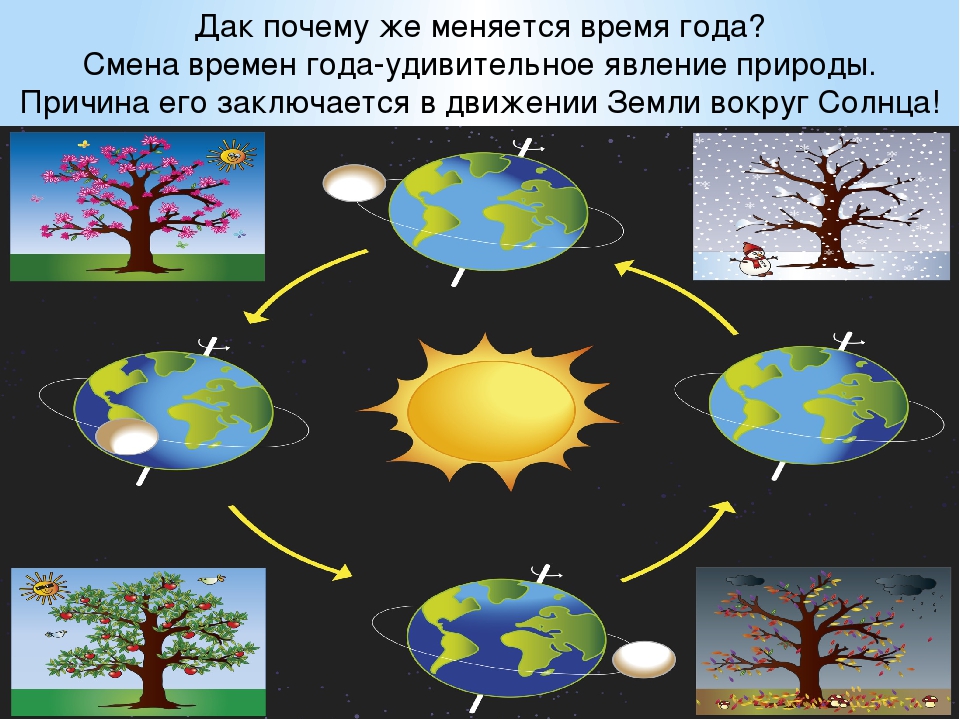 Дак почему же меняется время года?
Смена времен года-удивительное явление природы.
Причина его заключается в движении Земли вокруг Солнца!